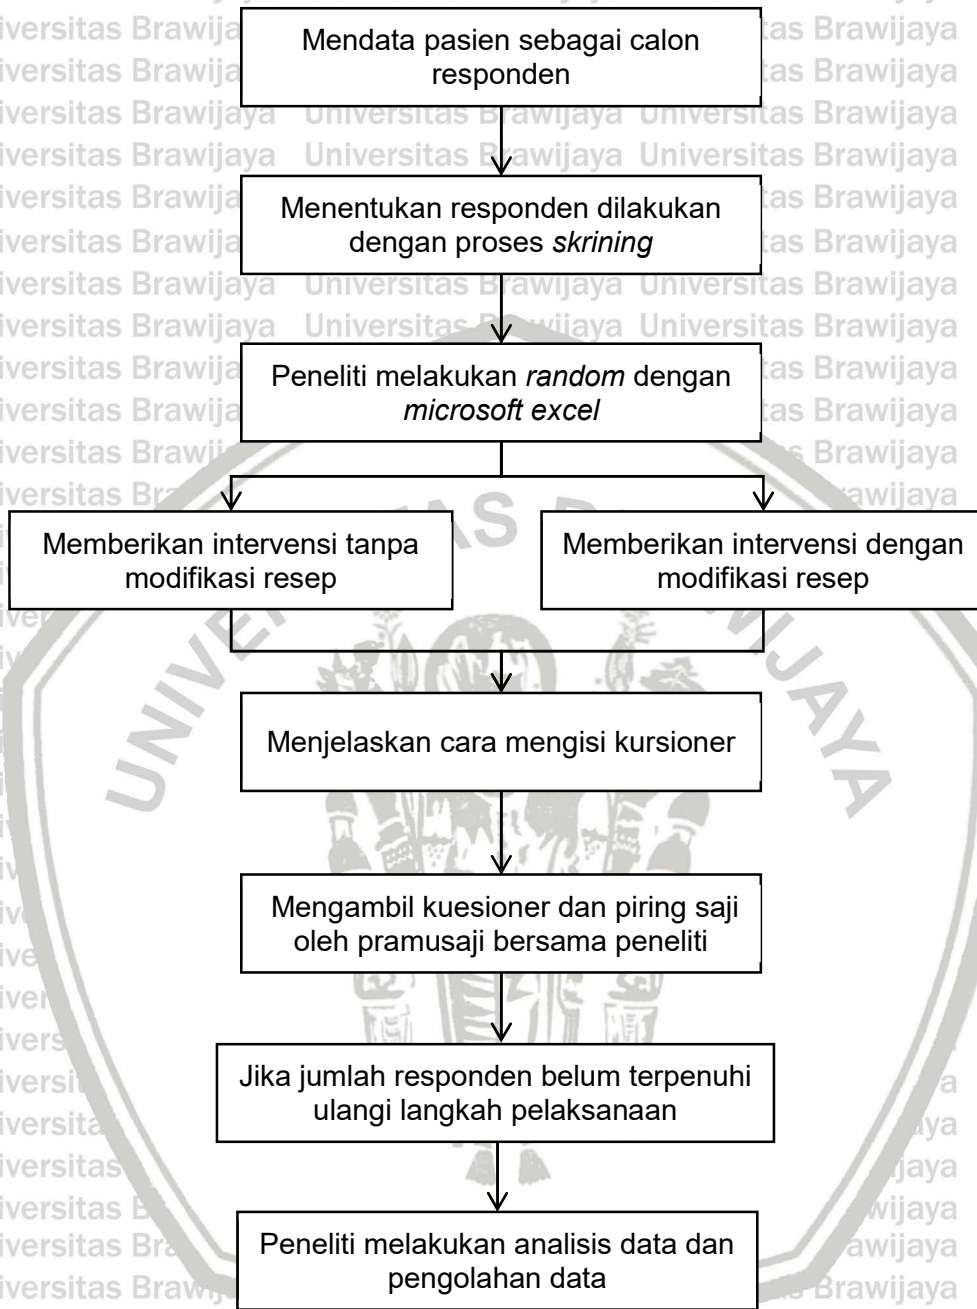 Mendata pasien sebagai calon
responden
Menentukan responden dilakukan
dengan proses skrining
Peneliti melakukan random dengan
microsoft excel
Memberikan intervensi tanpa
modifikasi resep
Memberikan intervensi dengan
modifikasi resep
Menjelaskan cara mengisi kursioner
Mengambil kuesioner dan piring saji
oleh pramusaji bersama peneliti
Jika jumlah responden belum terpenuhi
ulangi langkah pelaksanaan
Peneliti melakukan analisis data dan
pengolahan data